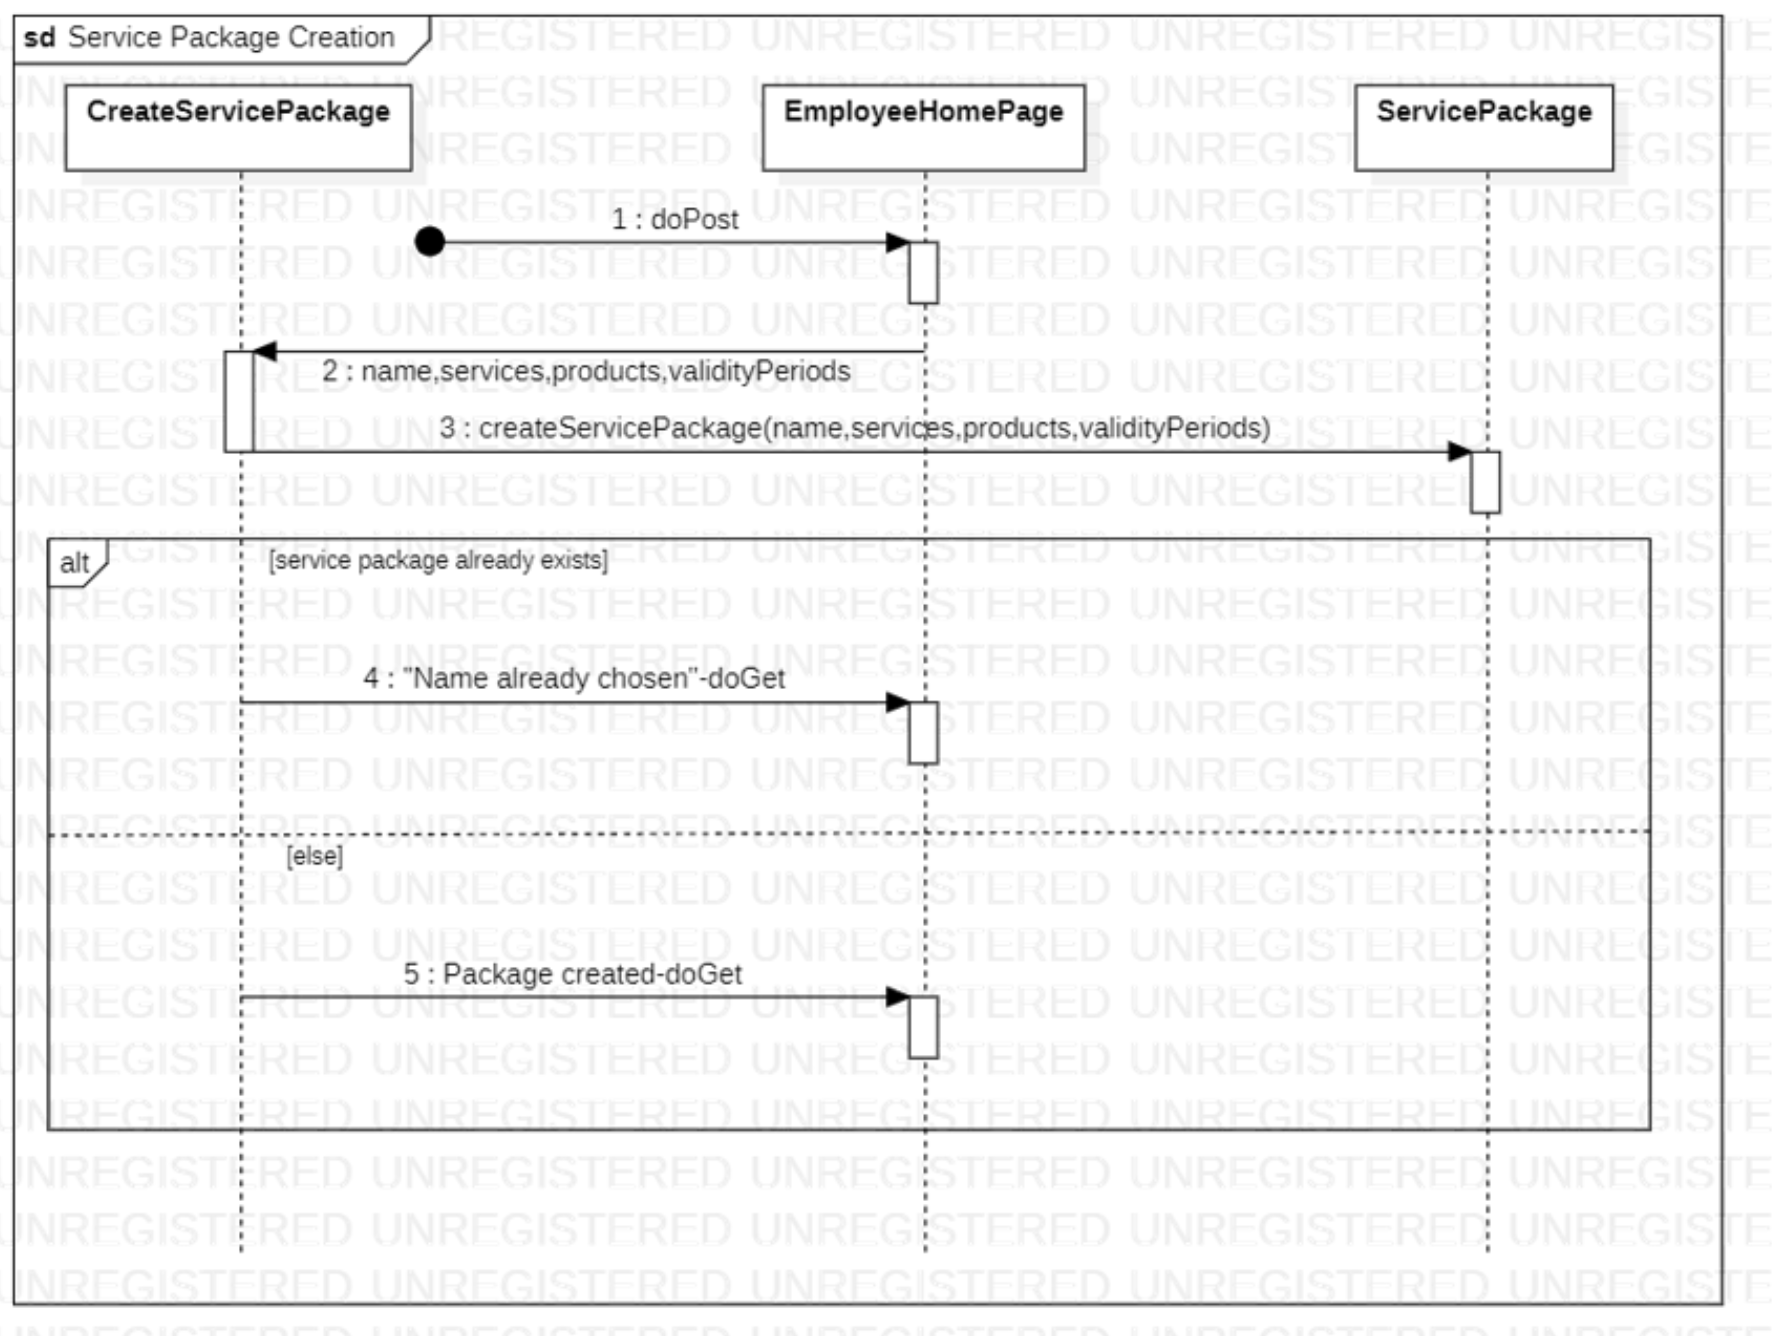 sd Service Package Creation
CreateServicePackage
EmployeeHomePage
ServicePackage
1 : doPost
2 : name,services,products,validityPeriods
3 : createServicePackage(name,services,products,validityPeriods)
alt
[service package already exists]
4 : "Name already chosen"-doGet
[else]
5 : Package created-doGet
UNREGISTERED